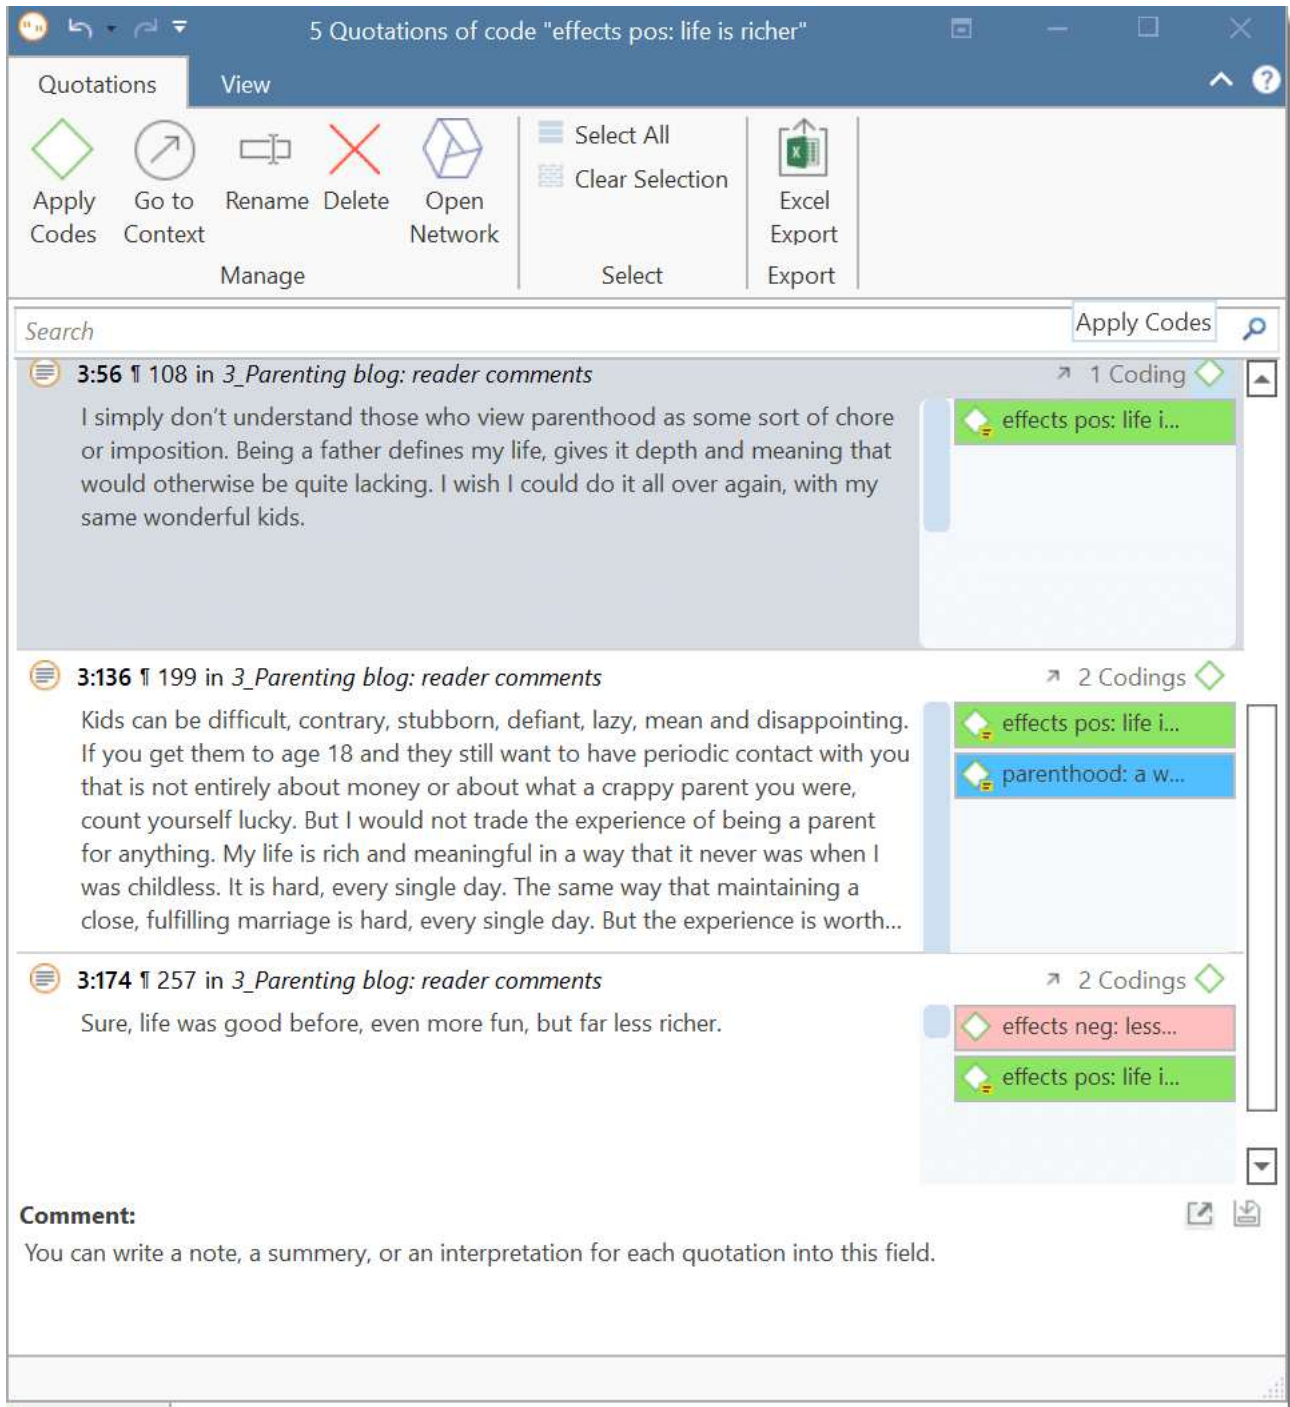 5 Quotations of code "effects pos: life is richer"
Quotations View
Apply Codes
Go to Context
Rename
Delete
Open Network
Manage
Select All
Clear Selection
Select
Excel Export
Export
Search
Apply Codes
3:56 ¶ 108 in 3_Parenting blog: reader comments
1 Coding
I simply don't understand those who view parenthood as some sort of chore
or imposition. Being a father defines my life, gives it depth and meaning that
would otherwise be quite lacking. I wish I could do it all over again, with my
same wonderful kids.
effects pos: life i...
3:136 ¶ 199 in 3_Parenting blog: reader comments
2 Codings
Kids can be difficult, contrary, stubborn, defiant, lazy, mean and disappointing.
If you get them to age 18 and they still want to have periodic contact with you
that is not entirely about money or about what a crappy parent you were,
count yourself lucky. But I would not trade the experience of being a parent
for anything. My life is rich and meaningful in a way that it never was when I
was childless. It is hard, every single day. The same way that maintaining a
close, fulfilling marriage is hard, every single day. But the experience is worth...
effects pos: life i...
parenthood: a w...
3:174 ¶ 257 in 3_Parenting blog: reader comments
2 Codings
Sure, life was good before, even more fun, but far less richer.
effects neg: less...
effects pos: life i...
Comment:
You can write a note, a summery, or an interpretation for each quotation into this field.